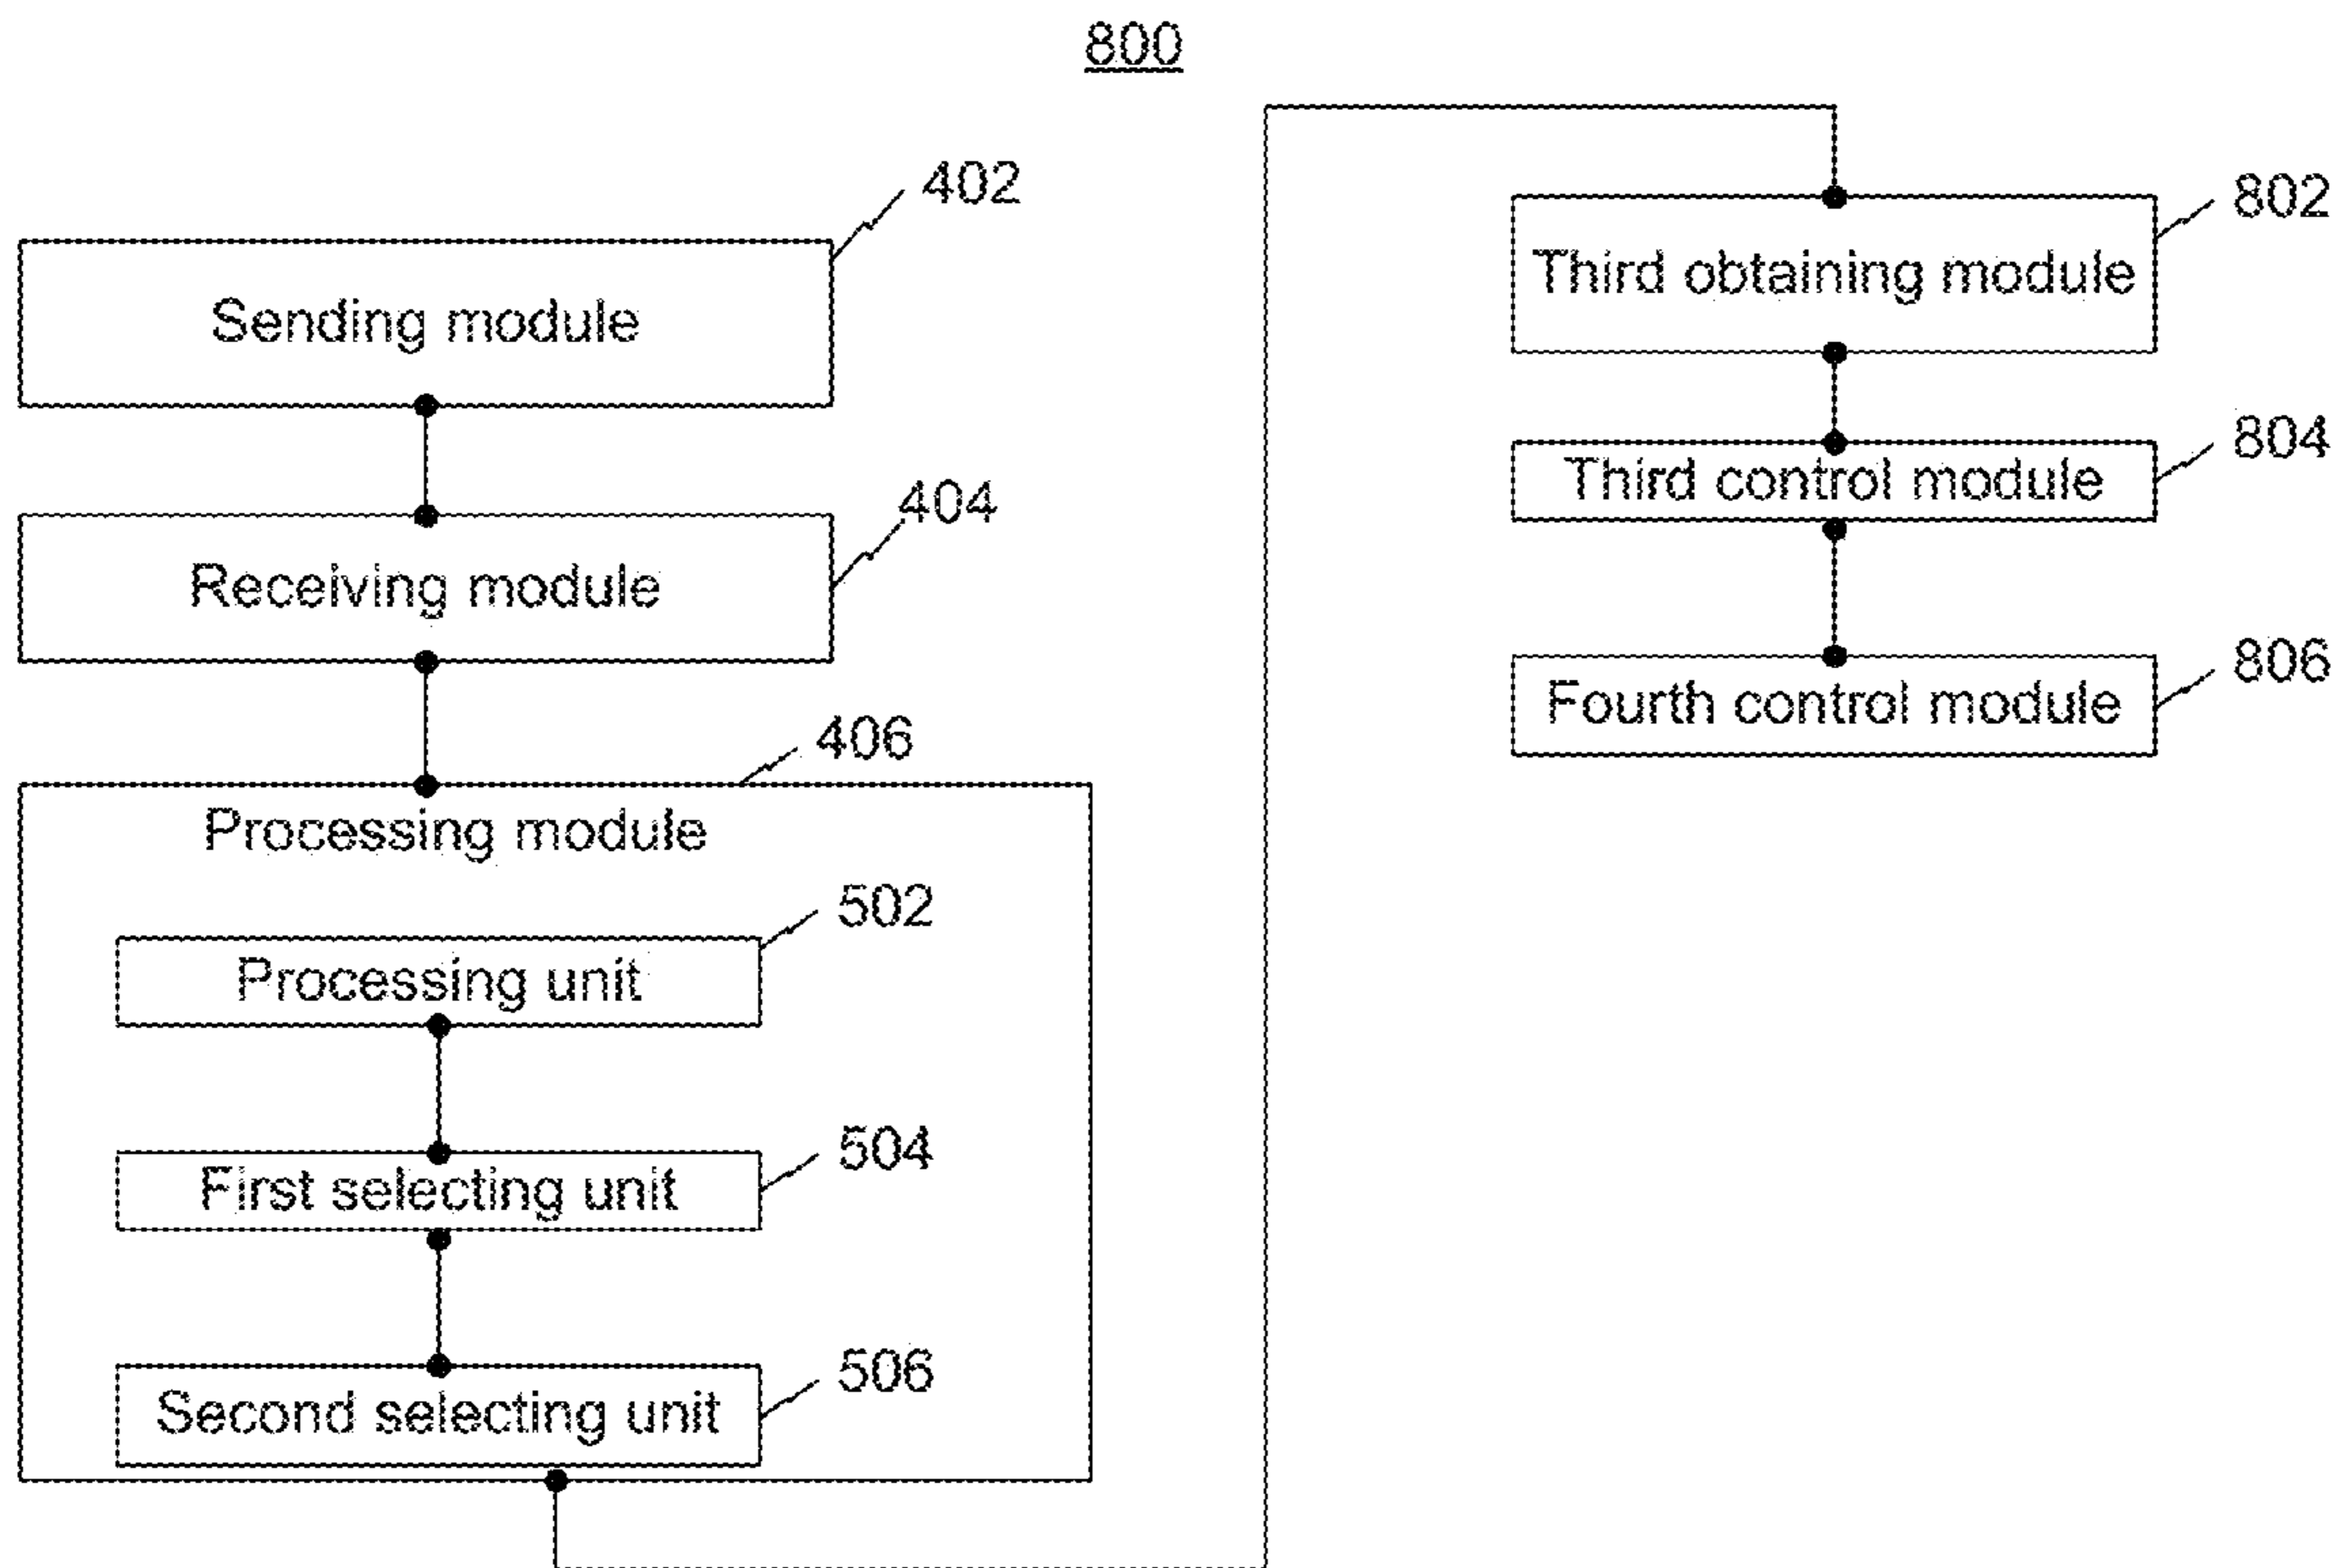 800
402
Sending module
404
Receiving module
406
Processing module
502
Processing unit
504
First selecting unit
506
Second selecting unit
802
Third obtaining module
804
Third control module
806
Fourth control module